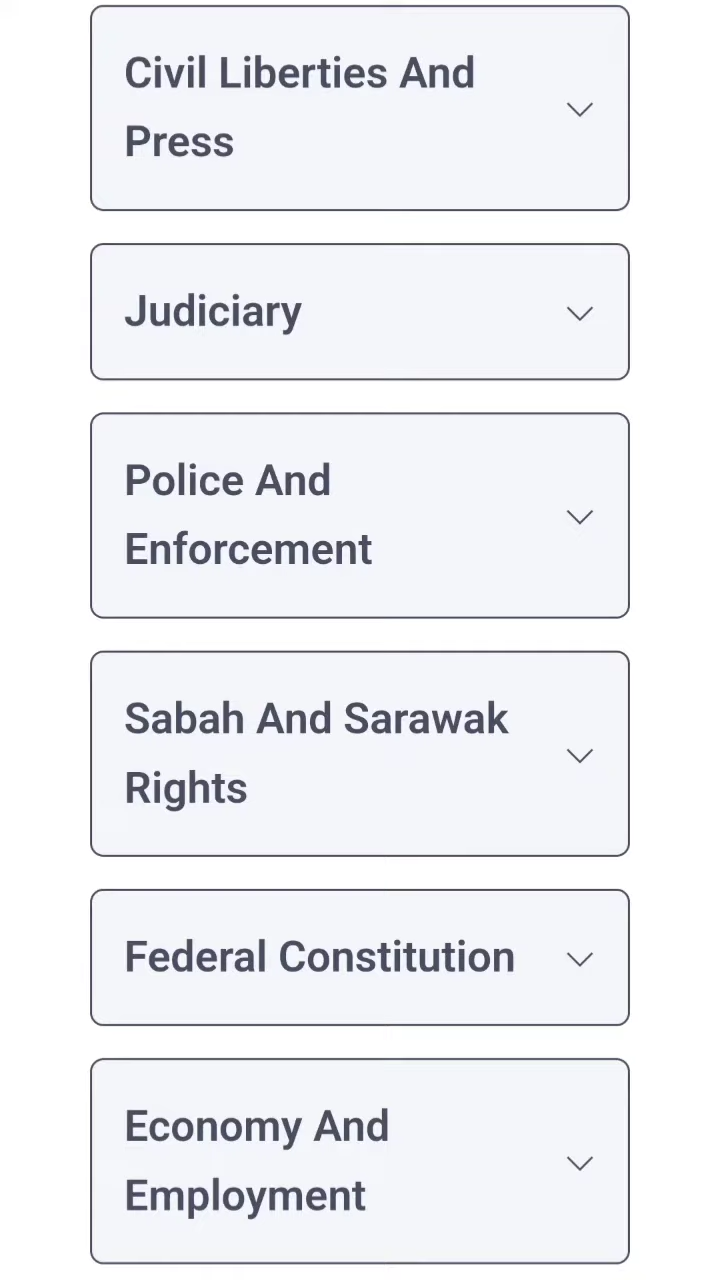 Civil Liberties And
Press
Judiciary
Police And
Enforcement
Sabah And Sarawak
Rights
Federal Constitution
Economy And
Employment